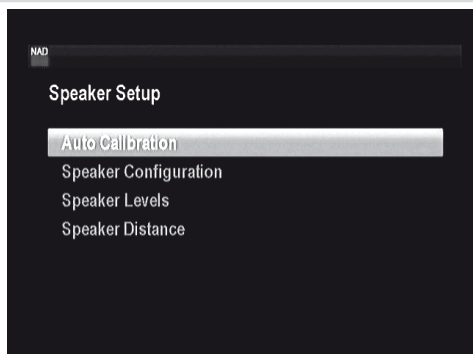 NAD
Speaker Setup
Auto Calibration
Speaker Configuration
Speaker Levels
Speaker Distance